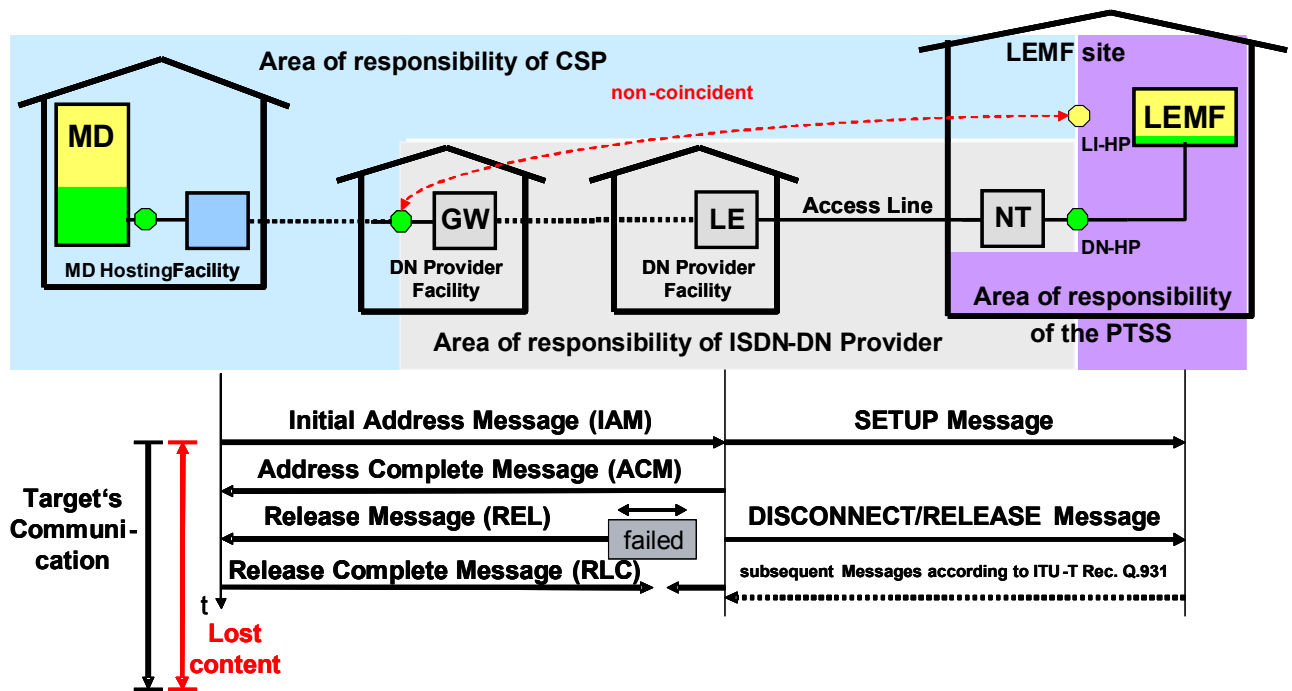 Area of responsibility of CSP
LEMF site
non-coincident
MD
LEMF
LI-HP
GW
LE
Access Line
NT
DN-HP
MD HostingFacility
DN Provider
Facility
DN Provider
Facility
Area of responsibility
of the PTSS
Area of responsibility of ISDN-DN Provider
Initial Address Message (IAM)
SETUP Message
Address Complete Message (ACM)
Target‘s
Communi-
cation
Release Message (REL)
failed
DISCONNECT/RELEASE Message
Release Complete Message (RLC)
subsequent Messages according to ITU-T Rec. Q.931
t
Lost
content